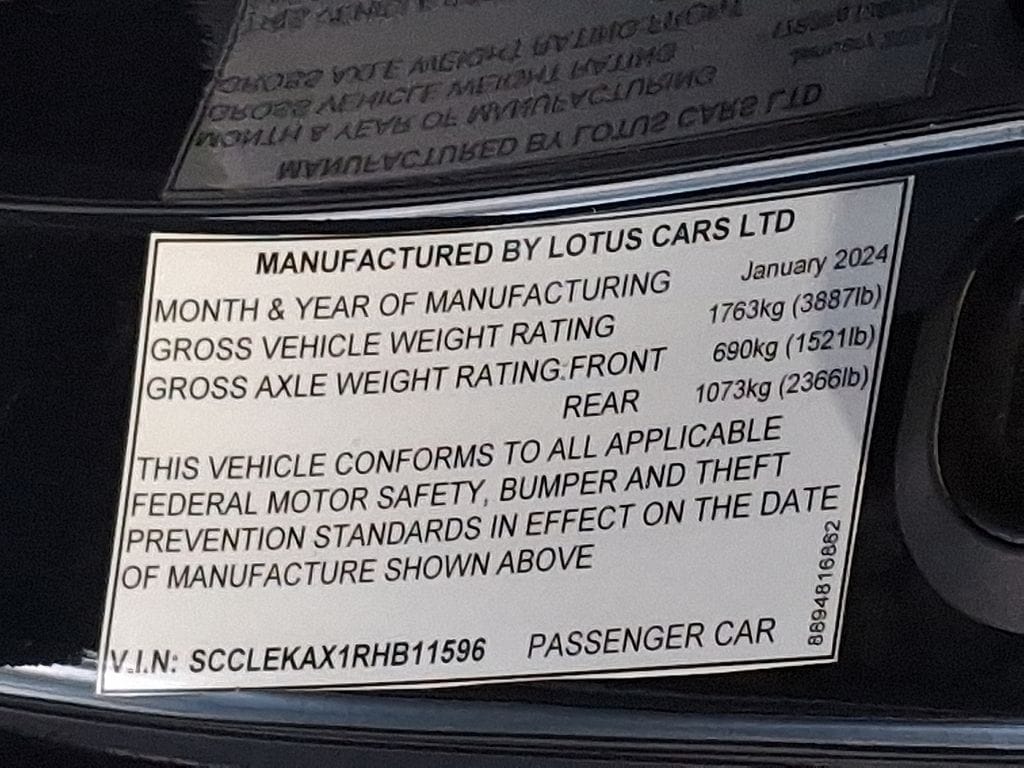 MANUFACTURED BY LOTUS CARS LTD
MONTH & YEAR OF MANUFACTURING January 2024
GROSS VEHICLE WEIGHT RATING 1763kg (3887lb)
GROSS AXLE WEIGHT RATING:FRONT 690kg (1521lb)
REAR 1073kg (2366lb)
THIS VEHICLE CONFORMS TO ALL APPLICABLE
FEDERAL MOTOR SAFETY, BUMPER AND THEFT
PREVENTION STANDARDS IN EFFECT ON THE DATE
OF MANUFACTURE SHOWN ABOVE
V.I.N: SCCLEKAX1RHB11596 PASSENGER CAR
8894816862